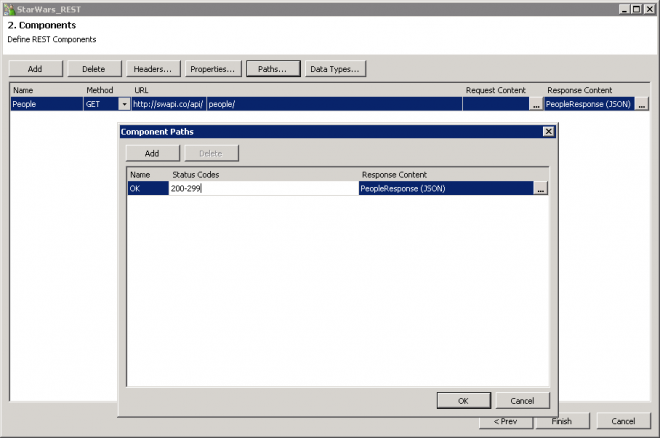 StarWars_REST
2. Components
Define REST Components
Add Delete Headers... Properties... Paths... Data Types...
Name Method URL Request Content Response Content
People GET http://swapi.co/api/ people/ ... PeopleResponse (JSON) ...
Component Paths
Add Delete
Name Status Codes Response Content
OK 200-299 PeopleResponse (JSON) ...
OK Cancel
< Prev Finish Cancel